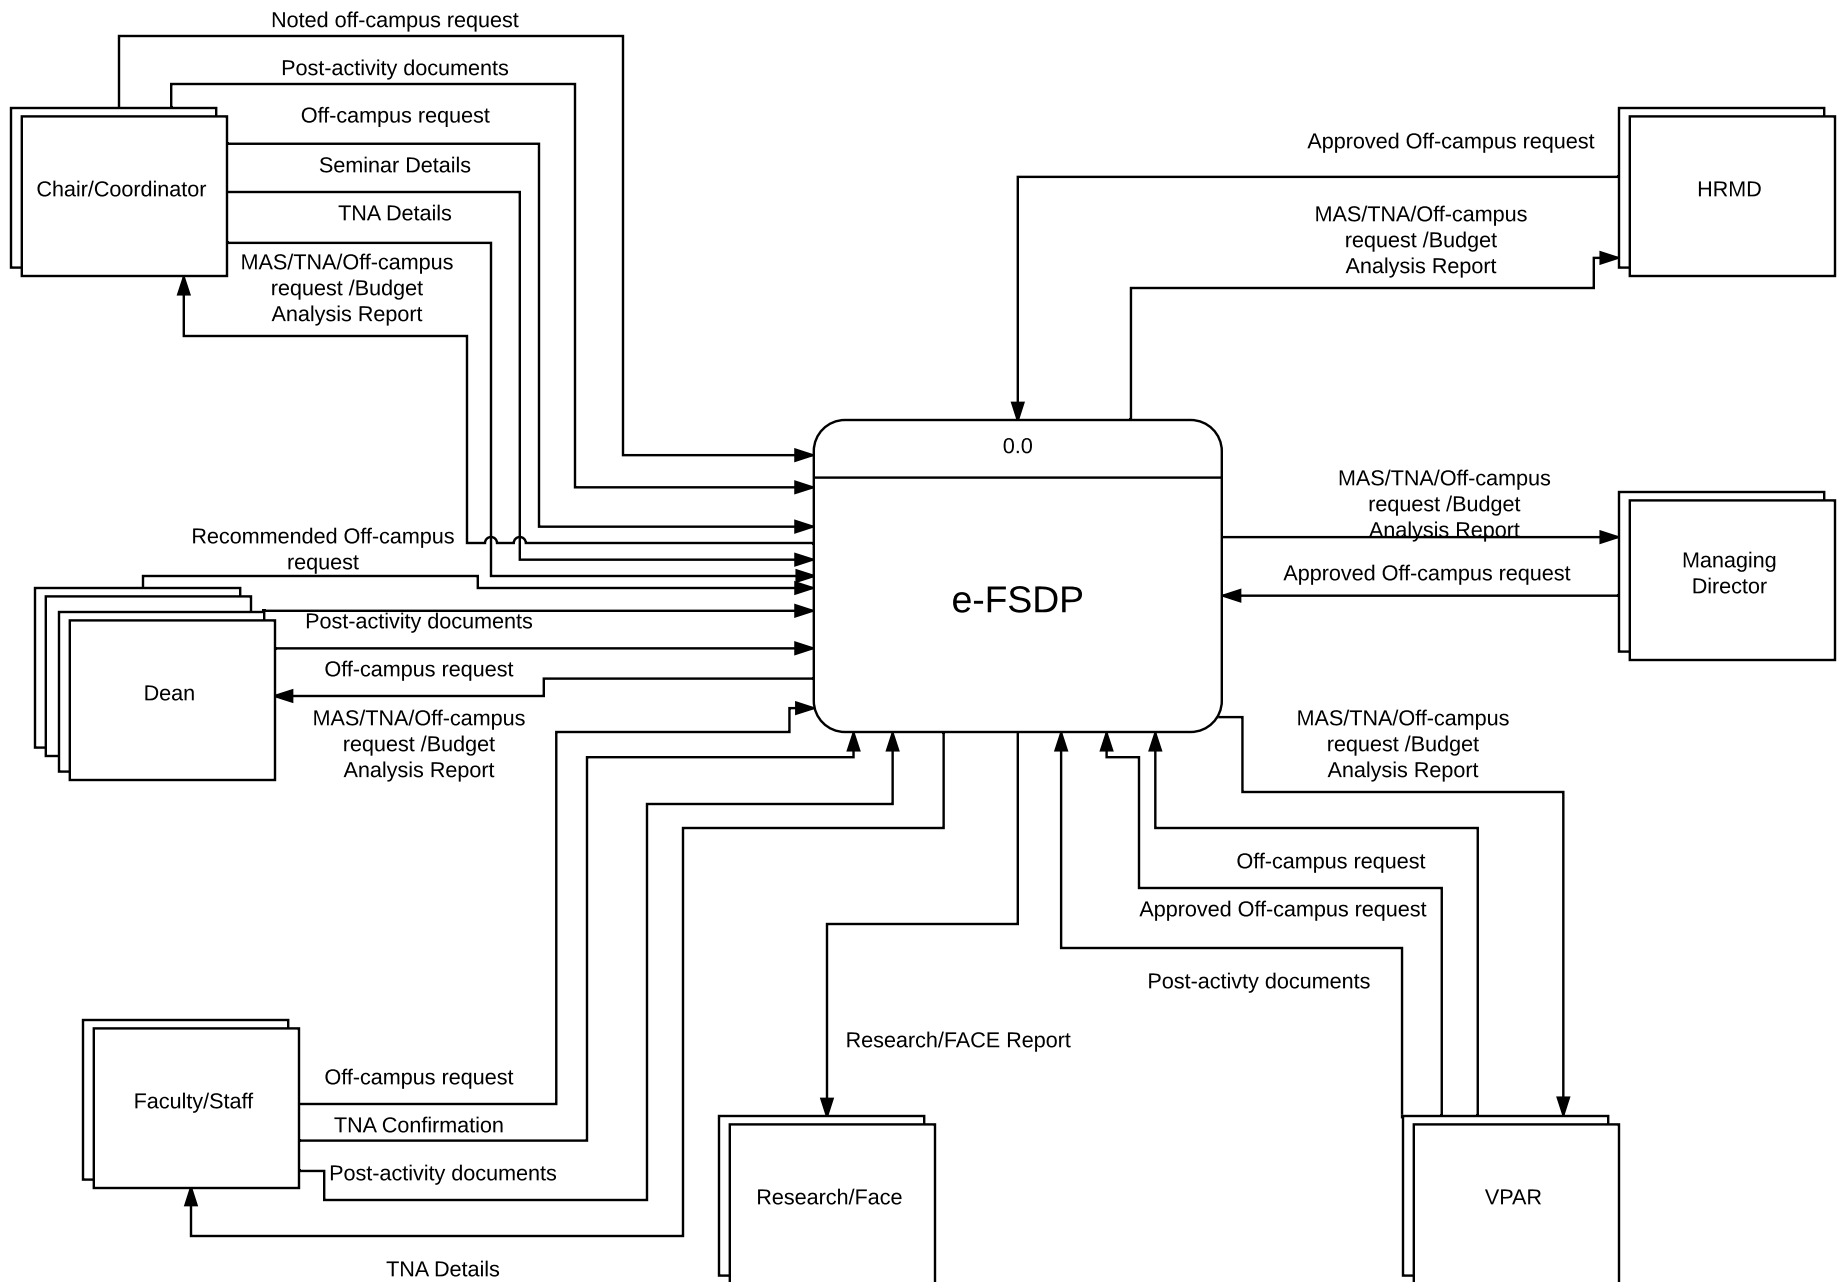 Noted off-campus request
Post-activity documents
Off-campus request
Seminar Details
TNA Details
Chair/Coordinator
MAS/TNA/Off-campus
request /Budget
Analysis Report
Approved Off-campus request
HRMD
MAS/TNA/Off-campus
request /Budget
Analysis Report
0.0
e-FSDP
MAS/TNA/Off-campus
request /Budget
Analysis Report
Approved Off-campus request
Managing
Director
Recommended Off-campus
request
Post-activity documents
Off-campus request
Dean
MAS/TNA/Off-campus
request /Budget
Analysis Report
MAS/TNA/Off-campus
request /Budget
Analysis Report
Off-campus request
Approved Off-campus request
Post-activty documents
Research/FACE Report
Off-campus request
Faculty/Staff
TNA Confirmation
Post-activity documents
Research/Face
VPAR
TNA Details